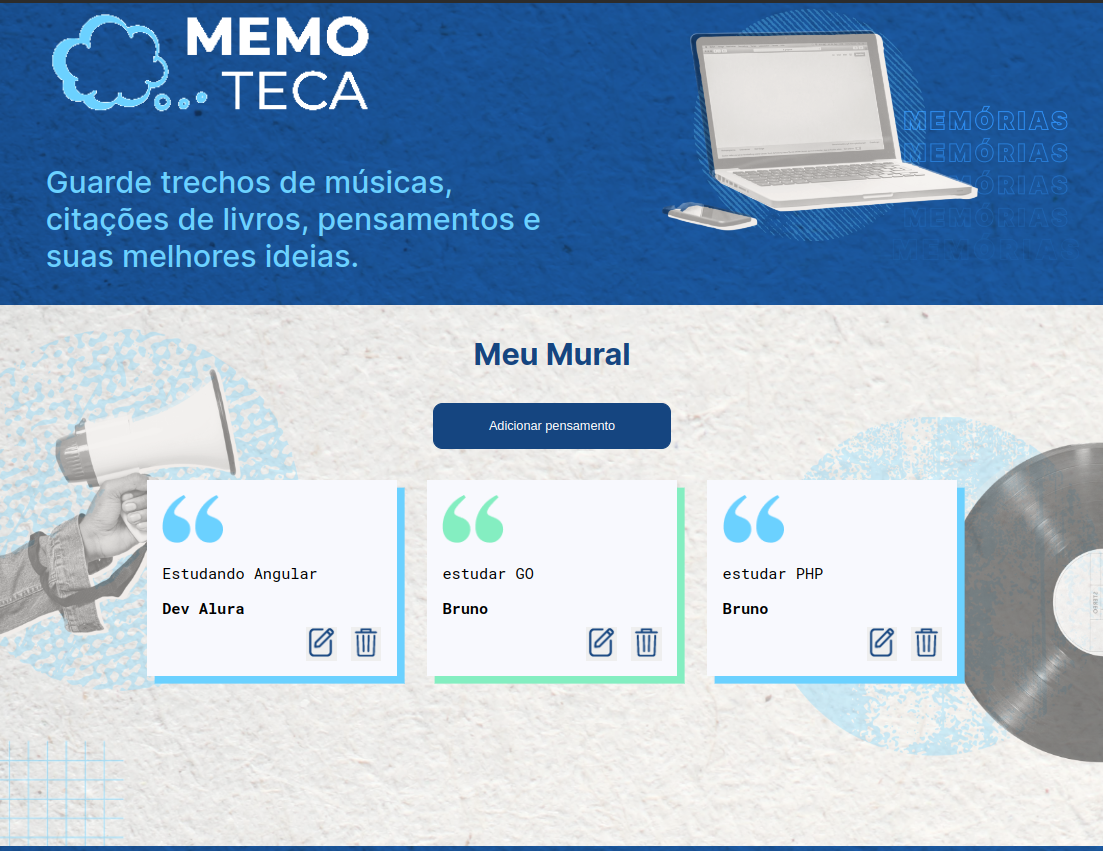 MEMO
TECA
Guarde trechos de músicas,
citações de livros, pensamentos e
suas melhores ideias.
MEMÓRIAS
MEMÓRIAS
MEMÓRIAS
MEMÓRIAS
Meu Mural
Adicionar pensamento
Estudando Angular
Dev Alura
estudar GO
Bruno
estudar PHP
Bruno